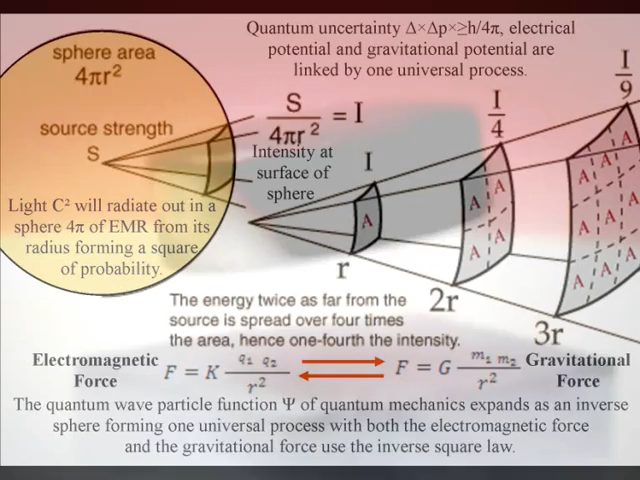 Quantum uncertainty Δ×Δp×≥h/4π, electrical
potential and gravitational potential are
linked by one universal process.
sphere area
4πr²
source strength
S
S
4πr² = I
Intensity at
surface of
sphere
Light C² will radiate out in a
sphere 4π of EMR from its
radius forming a square
of probability.
I
I
4
I
9
A
A
A
A
A
A
A
A
A
A
A
A
A
A
r
2r
3r
The energy twice as far from the
source is spread over four times
the area, hence one-fourth the intensity.
Electromagnetic
Force
F = K q₁ q₂
r²
F = G m₁ m₂
r²
Gravitational
Force
The quantum wave particle function Ψ of quantum mechanics expands as an inverse
sphere forming one universal process with both the electromagnetic force
and the gravitational force use the inverse square law.